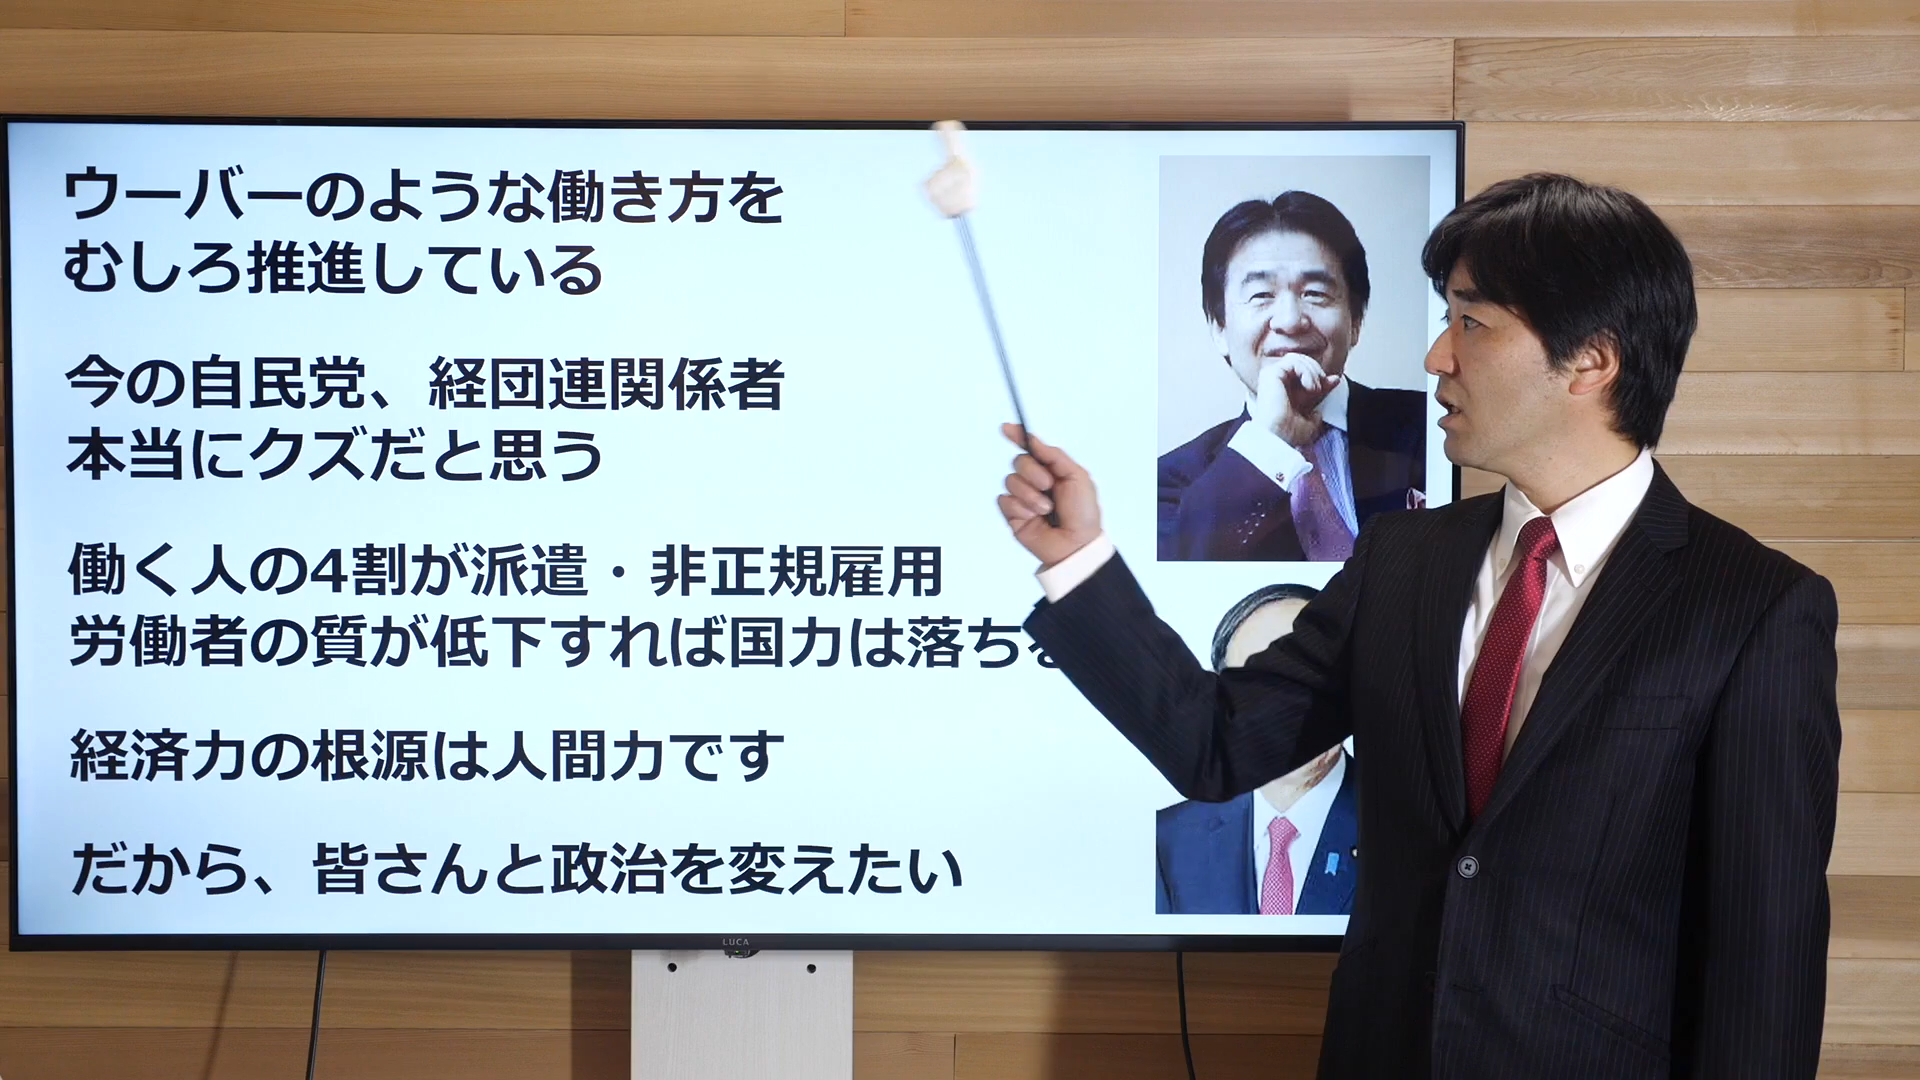 ウーバーのような働き方を
むしろ推進している
今の自民党、経団連関係者
本当にクズだと思う
働く人の4割が派遣・非正規雇用
労働者の質が低下すれば国力は落ちる
経済力の根源は人間力です
だから、皆さんと政治を変えたい
LUCA